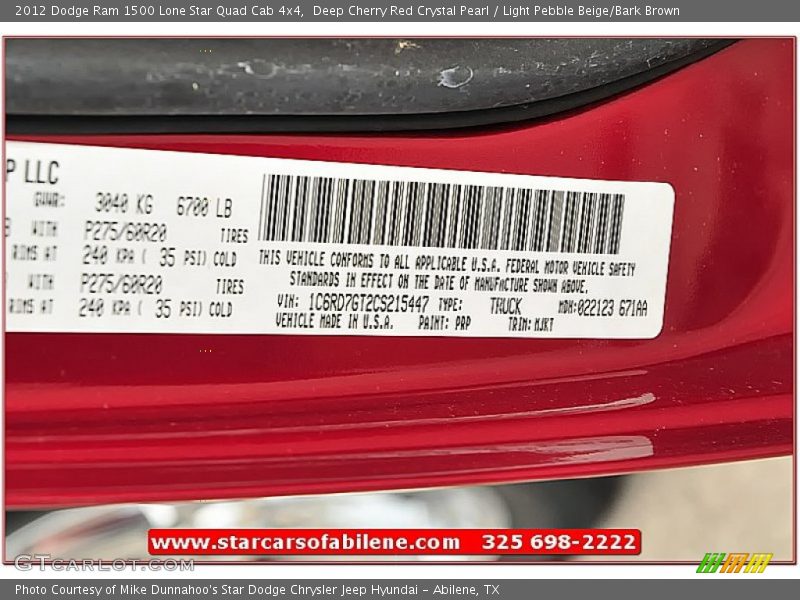 2012 Dodge Ram 1500 Lone Star Quad Cab 4x4,  Deep Cherry Red Crystal Pearl / Light Pebble Beige/Bark Brown
P LLC
GVWR: 3040 KG 6700 LB
WITH P275/60R20 TIRES
RIMS AT 240 KPA ( 35 PSI) COLD
WITH P275/60R20 TIRES
RIMS AT 240 KPA ( 35 PSI) COLD
THIS VEHICLE CONFORMS TO ALL APPLICABLE U.S.A. FEDERAL MOTOR VEHICLE SAFETY
STANDARDS IN EFFECT ON THE DATE OF MANUFACTURE SHOWN ABOVE.
VIN: 1C6RD7GT2CS215447 TYPE: TRUCK MDH:022123 671AA
VEHICLE MADE IN U.S.A. PAINT: PRP TRIM: MJKT
www.starcarsofabilene.com 325 698-2222
GTCarLot.com
Photo Courtesy of Mike Dunnahoo's Star Dodge Chrysler Jeep Hyundai - Abilene, TX